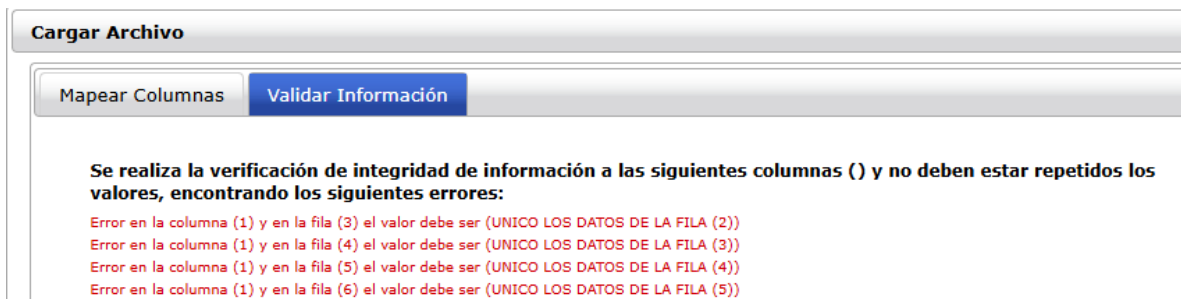 Cargar Archivo
Mapear Columnas
Validar Información
Se realiza la verificación de integridad de información a las siguientes columnas () y no deben estar repetidos los
valores, encontrando los siguientes errores:
Error en la columna (1) y en la fila (3) el valor debe ser (UNICO LOS DATOS DE LA FILA (2))
Error en la columna (1) y en la fila (4) el valor debe ser (UNICO LOS DATOS DE LA FILA (3))
Error en la columna (1) y en la fila (5) el valor debe ser (UNICO LOS DATOS DE LA FILA (4))
Error en la columna (1) y en la fila (6) el valor debe ser (UNICO LOS DATOS DE LA FILA (5))